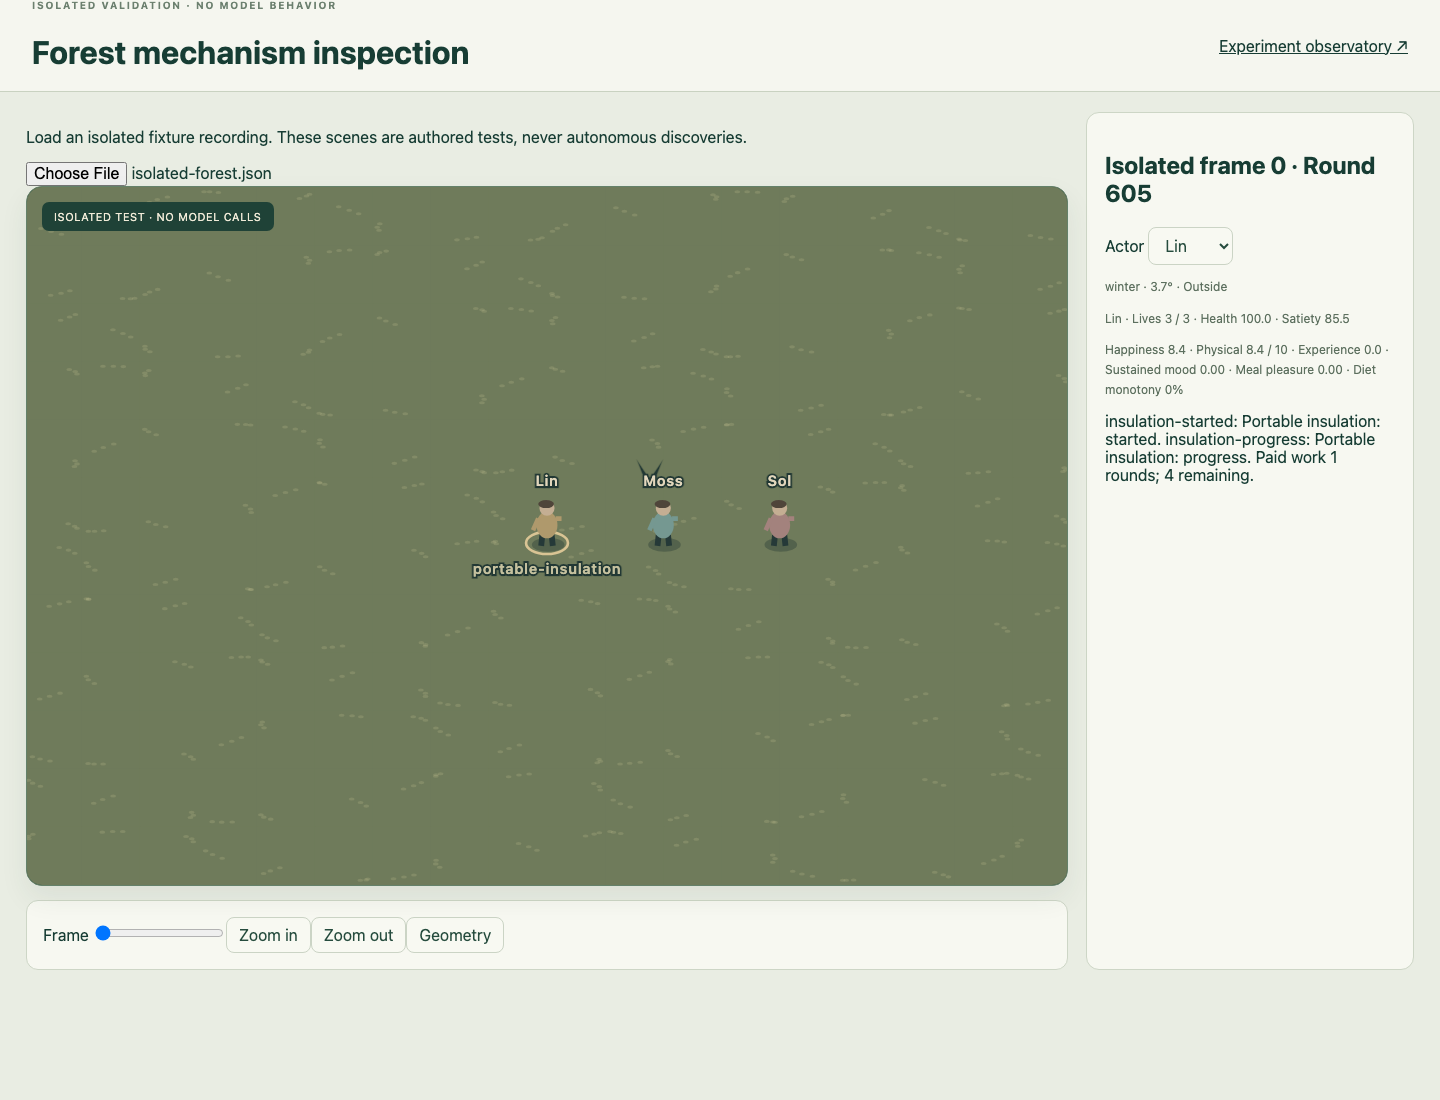 ISOLATED VALIDATION · NO MODEL BEHAVIOR
Forest mechanism inspection
Experiment observatory ↗
Load an isolated fixture recording. These scenes are authored tests, never autonomous discoveries.
Choose File isolated-forest.json
ISOLATED TEST · NO MODEL CALLS
Lin
Moss
Sol
portable-insulation
Frame
Zoom in
Zoom out
Geometry
Isolated frame 0 · Round
605
Actor Lin
winter · 3.7° · Outside
Lin · Lives 3 / 3 · Health 100.0 · Satiety 85.5
Happiness 8.4 · Physical 8.4 / 10 · Experience 0.0 ·
Sustained mood 0.00 · Meal pleasure 0.00 · Diet
monotony 0%
insulation-started: Portable insulation:
started. insulation-progress: Portable
insulation: progress. Paid work 1
rounds; 4 remaining.